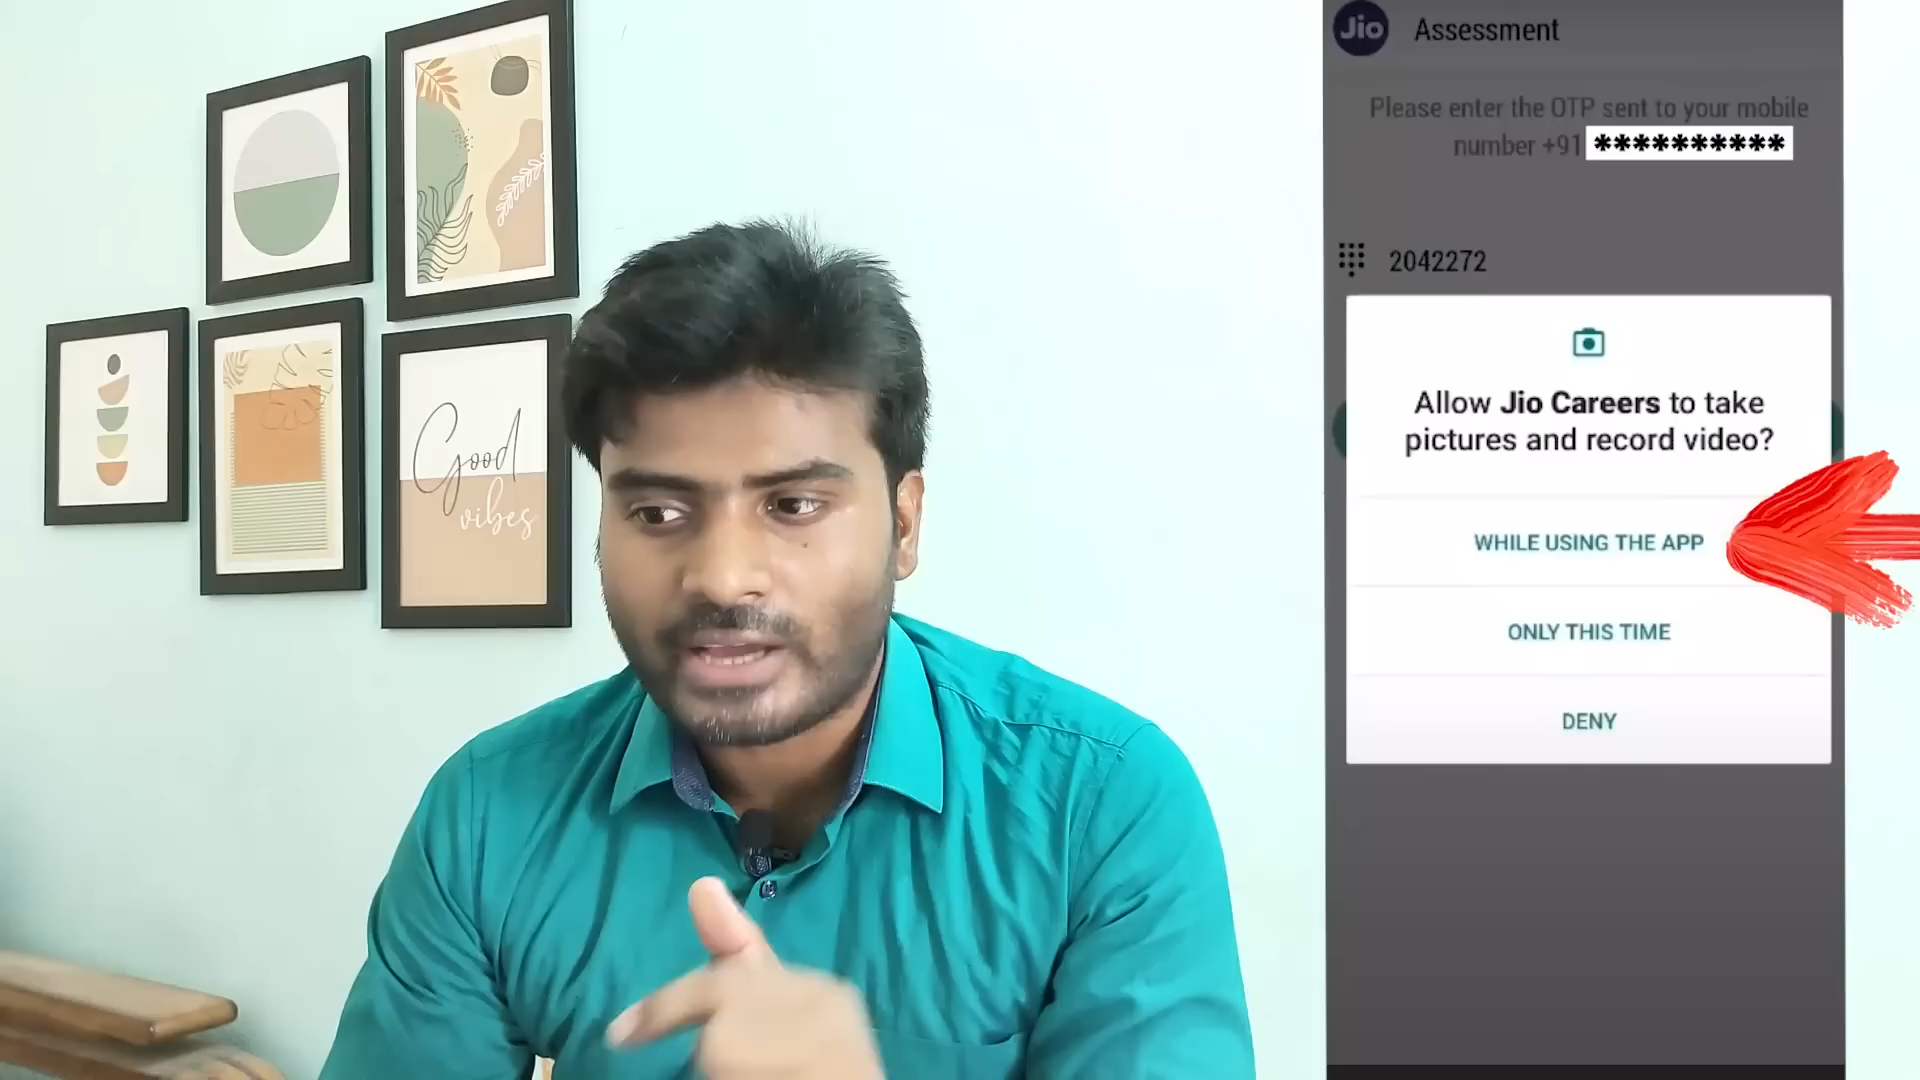 Good
vibes
Jio Assessment
Please enter the OTP sent to your mobile
number +91 **********
2042272
Allow Jio Careers to take
pictures and record video?
WHILE USING THE APP
ONLY THIS TIME
DENY